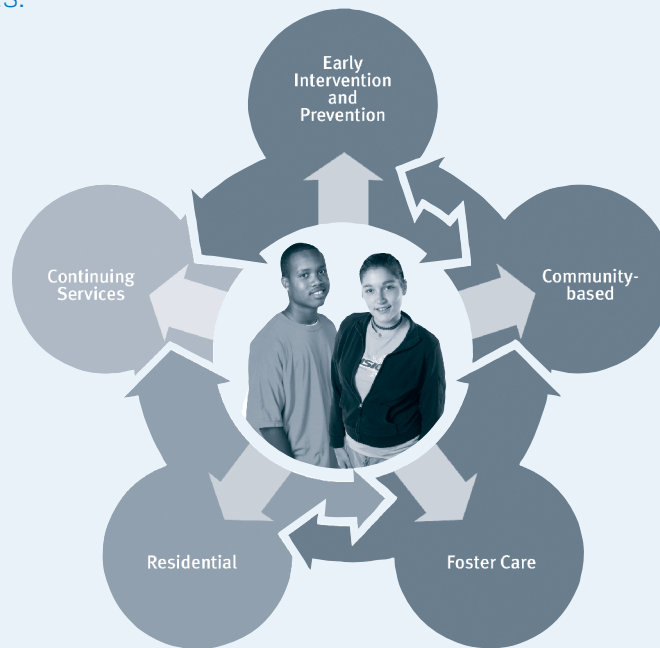 Early
Intervention
and
Prevention
Community-
based
Foster Care
Residential
Continuing
Services